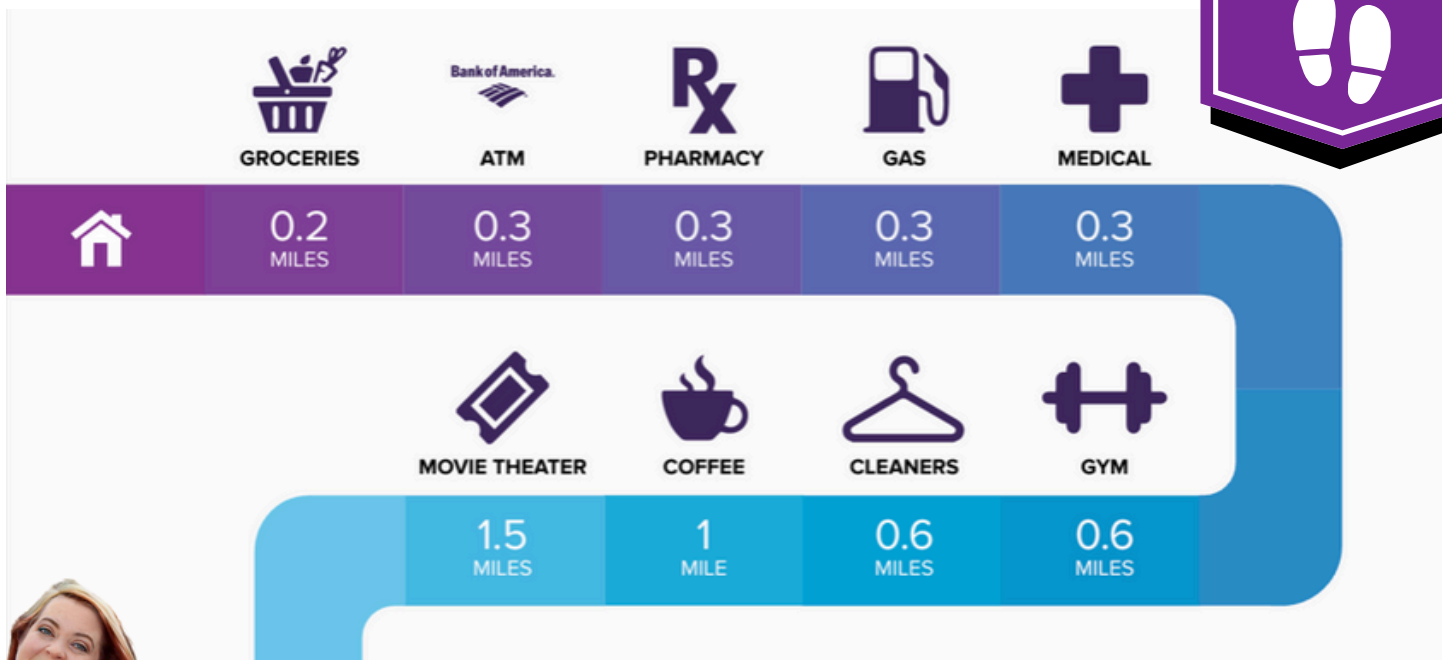 Bank of America.
Rx
GROCERIES
ATM
PHARMACY
GAS
MEDICAL
0.2
0.3
0.3
0.3
0.3
MILES
MILES
MILES
MILES
MILES
MOVIE THEATER
COFFEE
CLEANERS
GYM
1.5
1
0.6
0.6
MILES
MILE
MILES
MILES